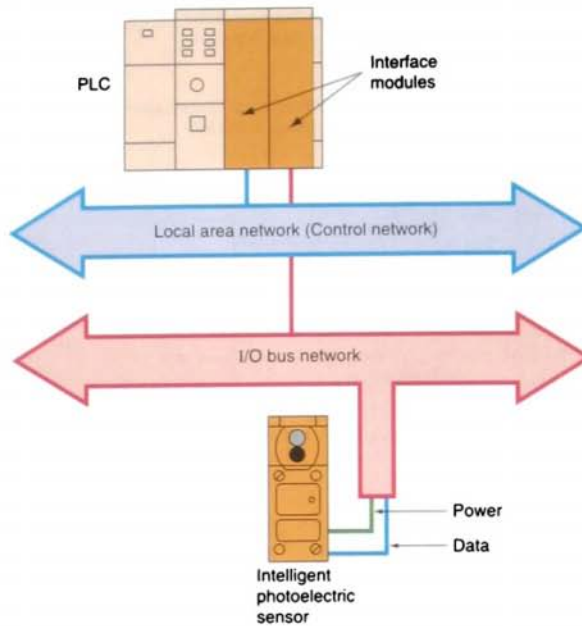 PLC
Interface
modules
Local area network (Control network)
I/O bus network
Power
Data
Intelligent
photoelectric
sensor